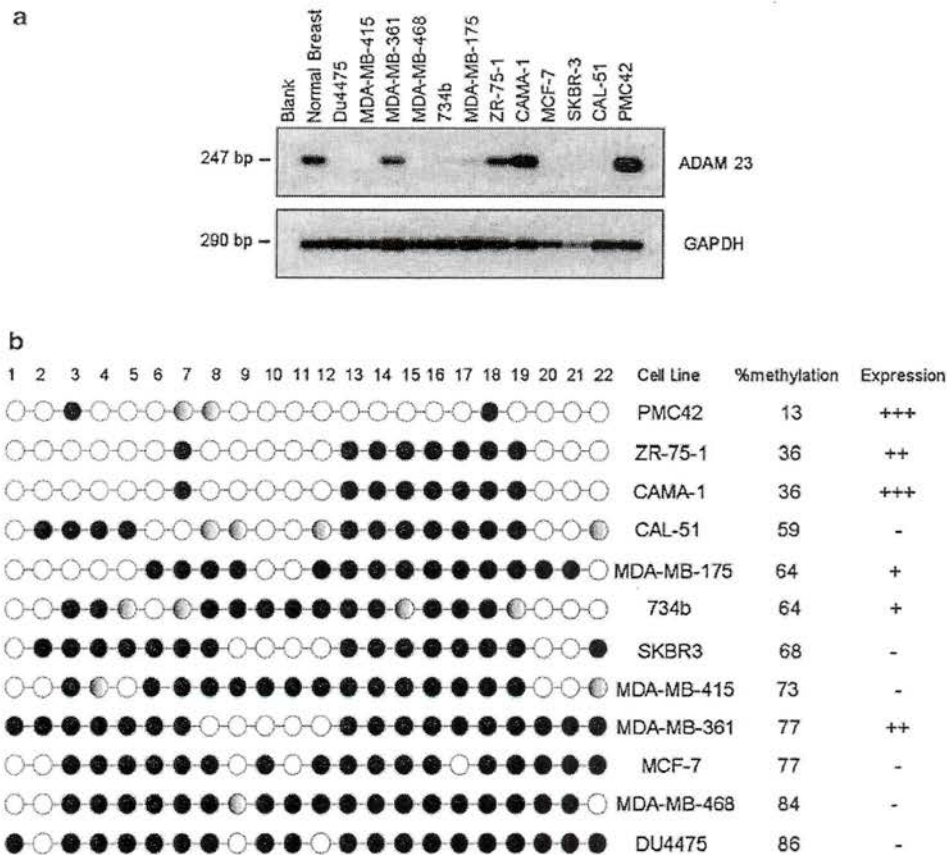 a
Blank
Normal Breast
Du4475
MDA-MB-415
MDA-MB-361
MDA-MB-468
734b
MDA-MB-175
ZR-75-1
CAMA-1
MCF-7
SKBR-3
CAL-51
PMC42
247 bp
ADAM 23
290 bp
GAPDH
b
1 2 3 4 5 6 7 8 9 10 11 12 13 14 15 16 17 18 19 20 21 22 Cell Line %methylation Expression
PMC42 13 +++
ZR-75-1 36 ++
CAMA-1 36 +++
CAL-51 59 -
MDA-MB-175 64 +
734b 64 +
SKBR3 68 -
MDA-MB-415 73 -
MDA-MB-361 77 ++
MCF-7 77 -
MDA-MB-468 84 -
DU4475 86 -